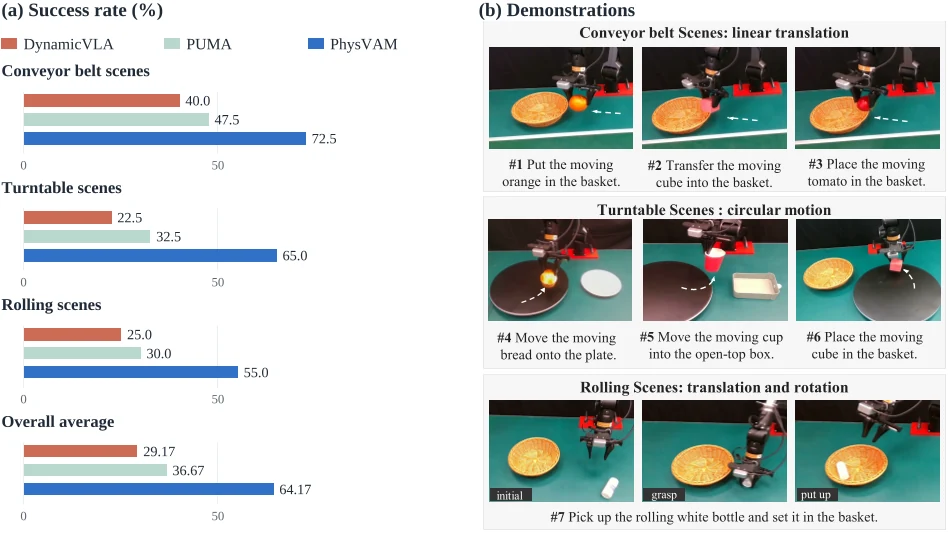 (a) Success rate (%)
DynamicVLA
PUMA
PhysVAM
Conveyor belt scenes
40.0
47.5
72.5
0
50
Turntable scenes
22.5
32.5
65.0
0
50
Rolling scenes
25.0
30.0
55.0
0
50
Overall average
29.17
36.67
64.17
0
50
(b) Demonstrations
Conveyor belt Scenes: linear translation
#1 Put the moving
orange in the basket.
#2 Transfer the moving
cube into the basket.
#3 Place the moving
tomato in the basket.
Turntable Scenes : circular motion
#4 Move the moving
bread onto the plate.
#5 Move the moving cup
into the open-top box.
#6 Place the moving
cube in the basket.
Rolling Scenes: translation and rotation
initial
grasp
put up
#7 Pick up the rolling white bottle and set it in the basket.